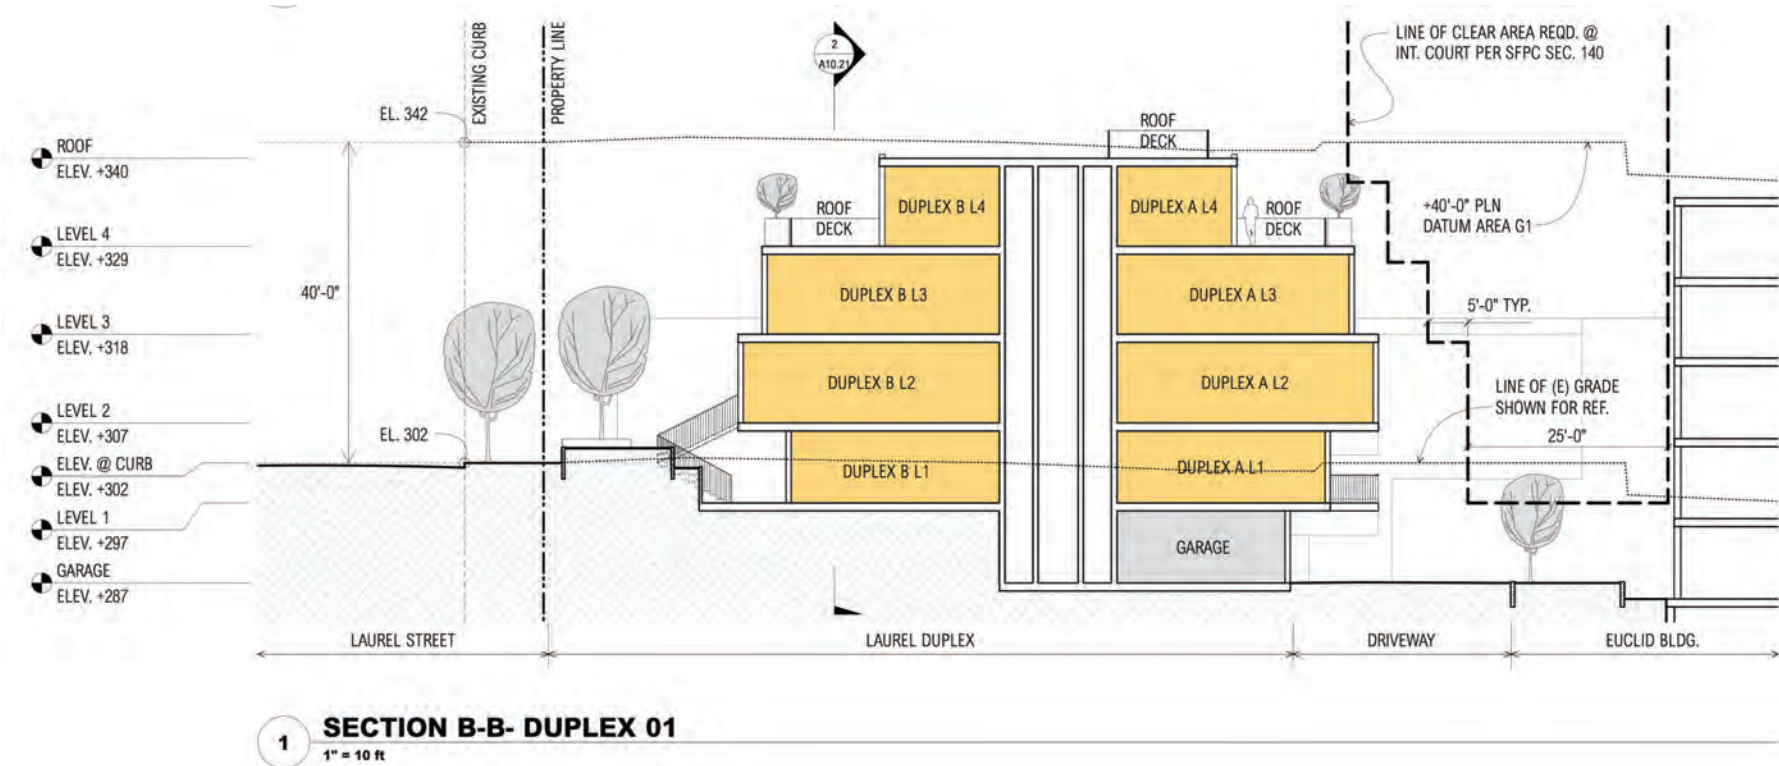 EXISTING CURB
PROPERTY LINE
2
A10.21
LINE OF CLEAR AREA REQD. @
INT. COURT PER SFPC SEC. 140
EL. 342
ROOF
DECK
ROOF
ELEV. +340
DUPLEX B L4
DUPLEX A L4
ROOF
DECK
ROOF
DECK
+40'-0" PLN
DATUM AREA G1
LEVEL 4
ELEV. +329
40'-0"
DUPLEX B L3
DUPLEX A L3
5'-0" TYP.
LEVEL 3
ELEV. +318
DUPLEX B L2
DUPLEX A L2
LINE OF (E) GRADE
SHOWN FOR REF.
LEVEL 2
ELEV. +307
EL. 302
25'-0"
ELEV. @ CURB
ELEV. +302
DUPLEX B L1
DUPLEX A L1
LEVEL 1
ELEV. +297
GARAGE
GARAGE
ELEV. +287
LAUREL STREET
LAUREL DUPLEX
DRIVEWAY
EUCLID BLDG.
1
SECTION B-B- DUPLEX 01
1" = 10 ft